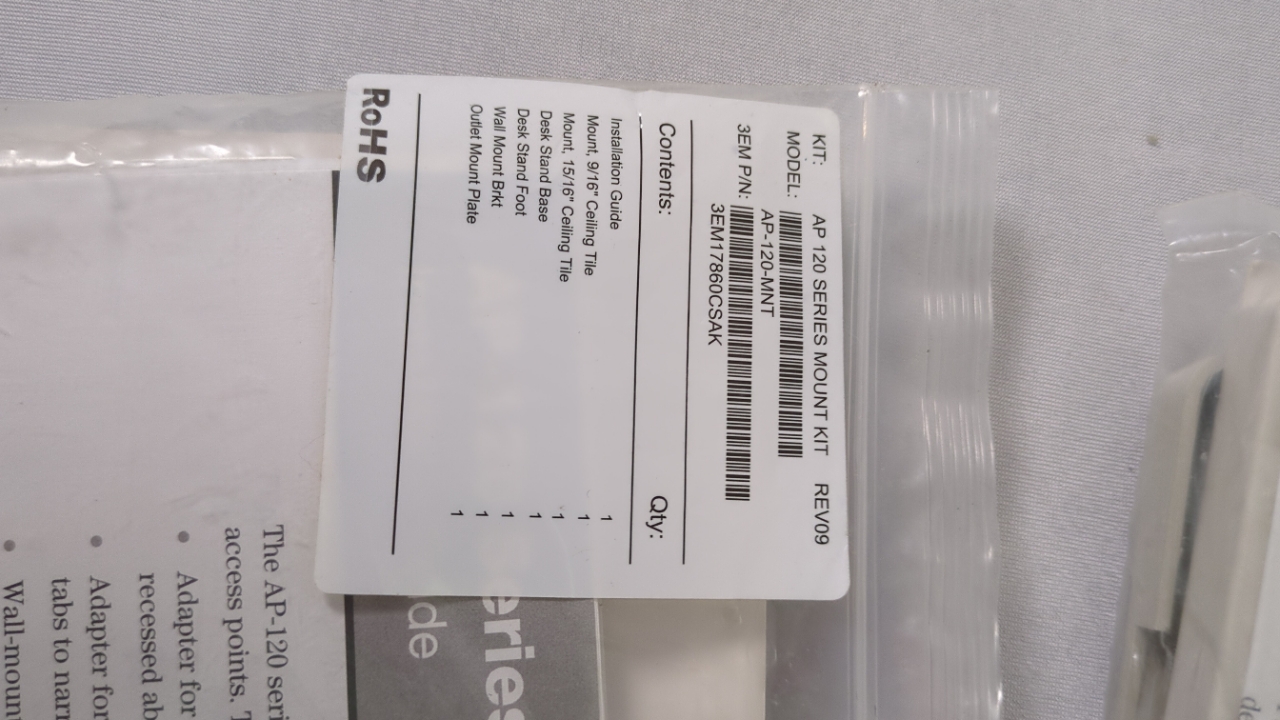 KIT: AP 120 SERIES MOUNT KIT REV09
MODEL:
AP-120-MNT
3EM P/N:
3EM17860CSAK
Contents: Qty:
Installation Guide 1
Mount, 9/16" Ceiling Tile 1
Mount, 15/16" Ceiling Tile 1
Desk Stand Base 1
Desk Stand Foot 1
Wall Mount Brkt 1
Outlet Mount Plate 1
RoHS
eries
de
The AP-120 seri
access points. T
• Adapter for
recessed ab
• Adapter for
tabs to narr
• Wall-mount